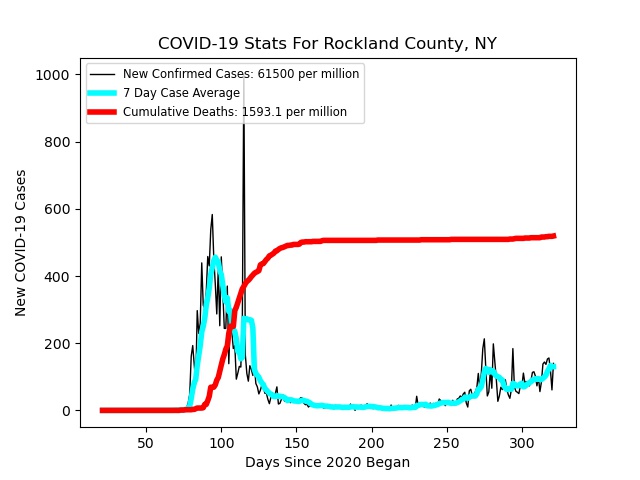 COVID-19 Stats For Rockland County, NY
New Confirmed Cases: 61500 per million
7 Day Case Average
Cumulative Deaths: 1593.1 per million
New COVID-19 Cases
1000
800
600
400
200
0
50 100 150 200 250 300
Days Since 2020 Began